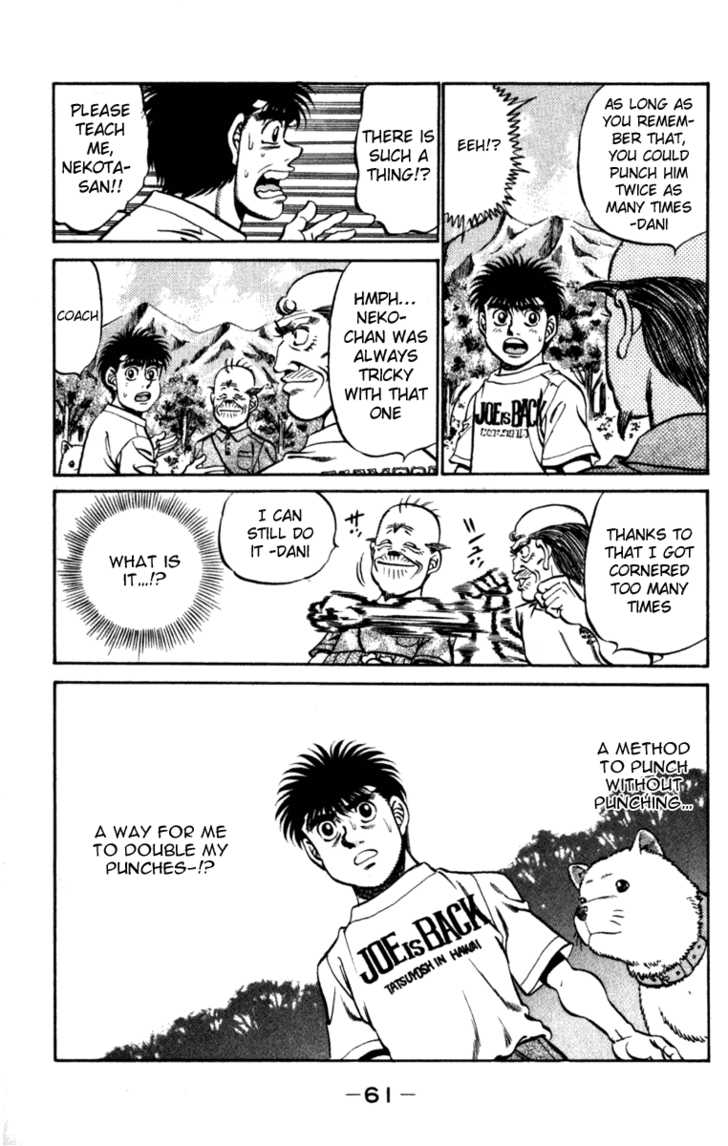 AS LONG AS
YOU REMEM-
BER THAT,
YOU COULD
PUNCH HIM
TWICE AS
MANY TIMES
-DANI
EEH!?
JOE IS BACK
THERE IS
SUCH A
THING!?
PLEASE
TEACH
ME,
NEKOTA-
SAN!!
HMPH...
NEKO-
CHAN WAS
ALWAYS
TRICKY
WITH THAT
ONE
COACH
THANKS TO
THAT I GOT
CORNERED
TOO MANY
TIMES
I CAN
STILL DO
IT -DANI
WHAT IS
IT...!?
A METHOD
TO PUNCH
WITHOUT
PUNCHING...
A WAY FOR ME
TO DOUBLE MY
PUNCHES-!?
JOE IS BACK
TATSUYOSHI IN HAWAI
-61-